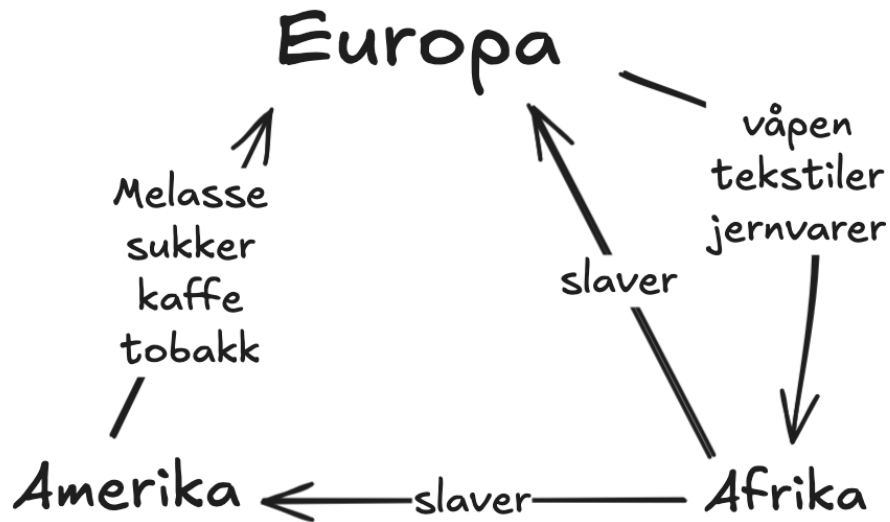 Europa
våpen
tekstiler
jernvarer
Melasse
sukker
kaffe
tobakk
slaver
Amerika
slaver
Afrika